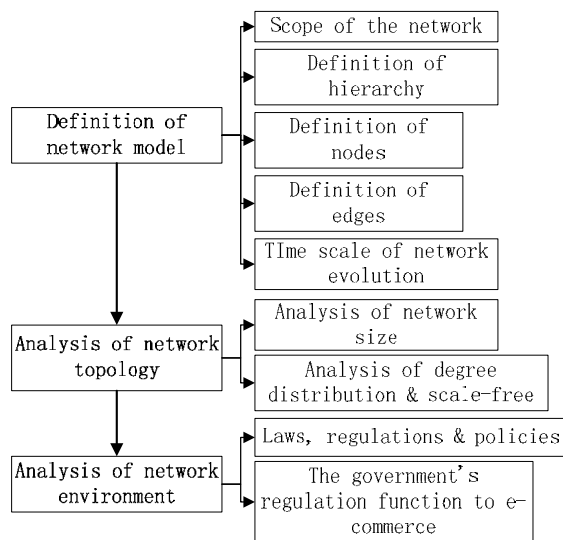 Scope of the network
Definition of
hierarchy
Definition of
network model
Definition of
nodes
Definition of
edges
TIme scale of network
evolution
Analysis of network
size
Analysis of network
topology
Analysis of degree
distribution & scale-free
Laws, regulations & policies
Analysis of network
environment
The government's
regulation function to e-
commerce